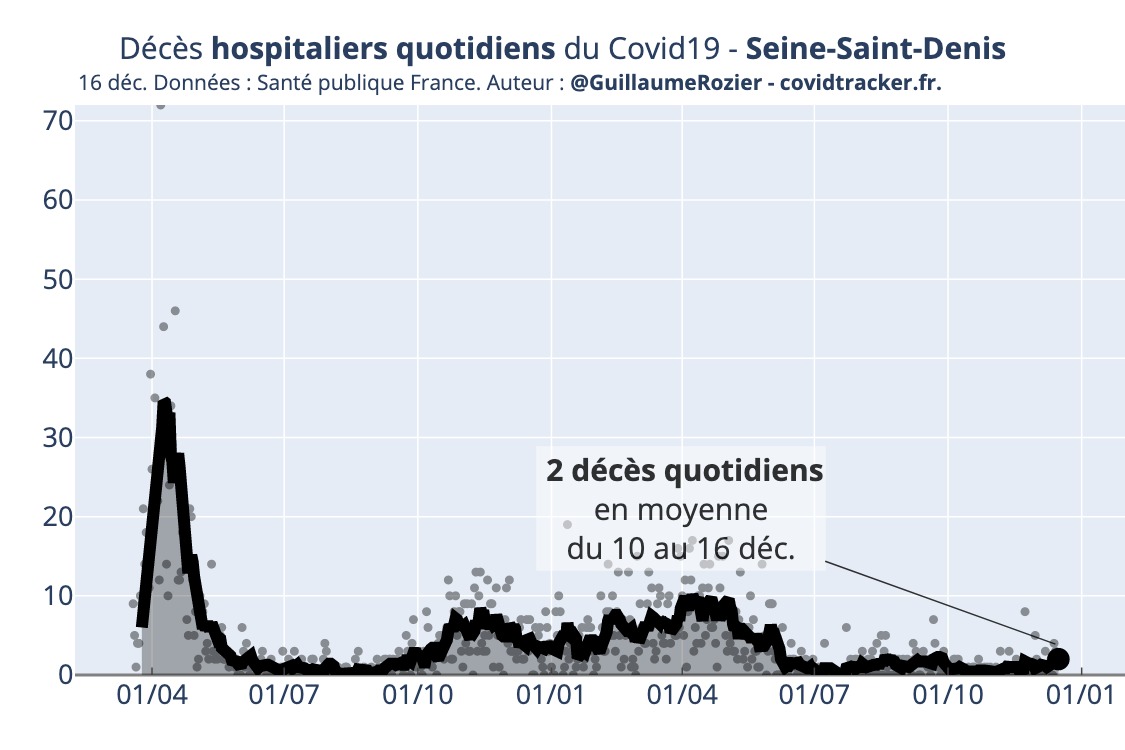 Décès hospitaliers quotidiens du Covid19 - Seine-Saint-Denis
16 déc. Données : Santé publique France. Auteur : @GuillaumeRozier - covidtracker.fr.
70
60
50
40
30
20
10
0
2 décès quotidiens
en moyenne
du 10 au 16 déc.
01/04 01/07 01/10 01/01 01/04 01/07 01/10 01/01